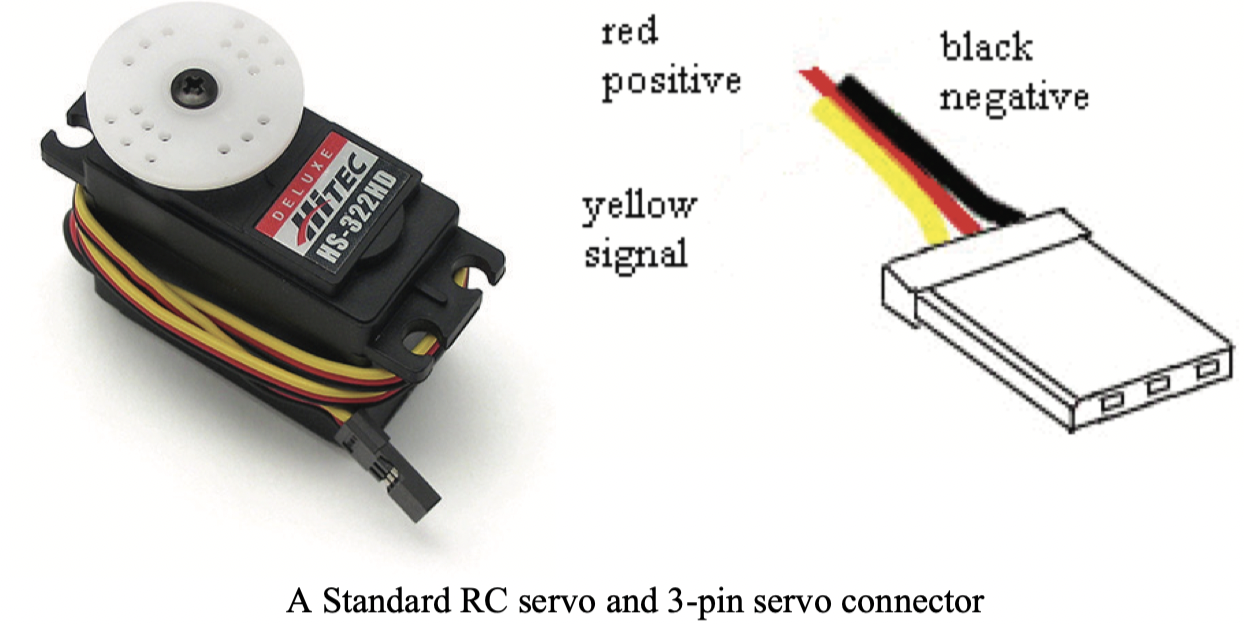 DELUXE
HiTEC
HS-322HD
red
positive
black
negative
yellow
signal
A Standard RC servo and 3-pin servo connector